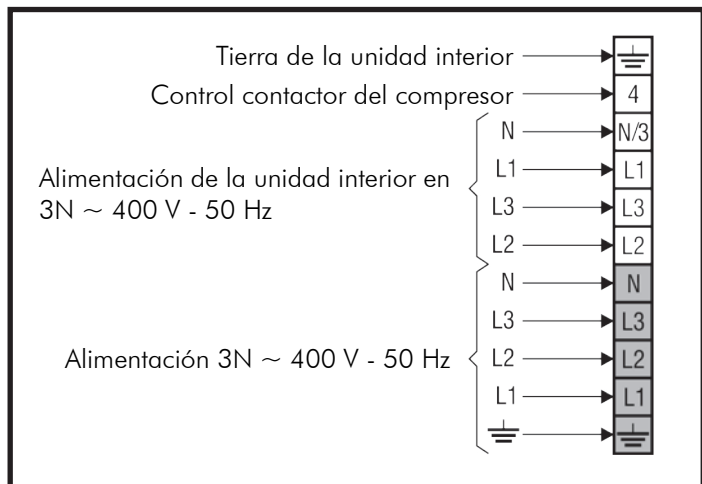 Tierra de la unidad interior
Control contactor del compresor 4
N N/3
L1 L1
Alimentación de la unidad interior en
3N ~ 400 V - 50 Hz
L3 L3
L2 L2
N N
L3 L3
Alimentación 3N ~ 400 V - 50 Hz L2 L2
L1 L1